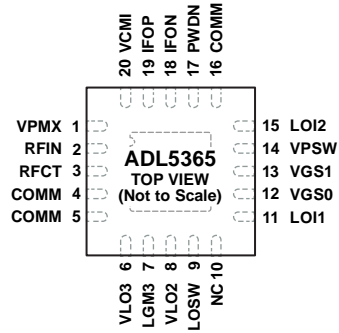 20 VCMI
19 IFOP
18 IFON
17 PWDN
16 COMM
VPMX 1
RFIN 2
RFCT 3
COMM 4
COMM 5
ADL5365
TOP VIEW
(Not to Scale)
15 LOI2
14 VPSW
13 VGS1
12 VGS0
11 LOI1
VLO3 6
LGM3 7
VLO2 8
LOSW 9
NC 10